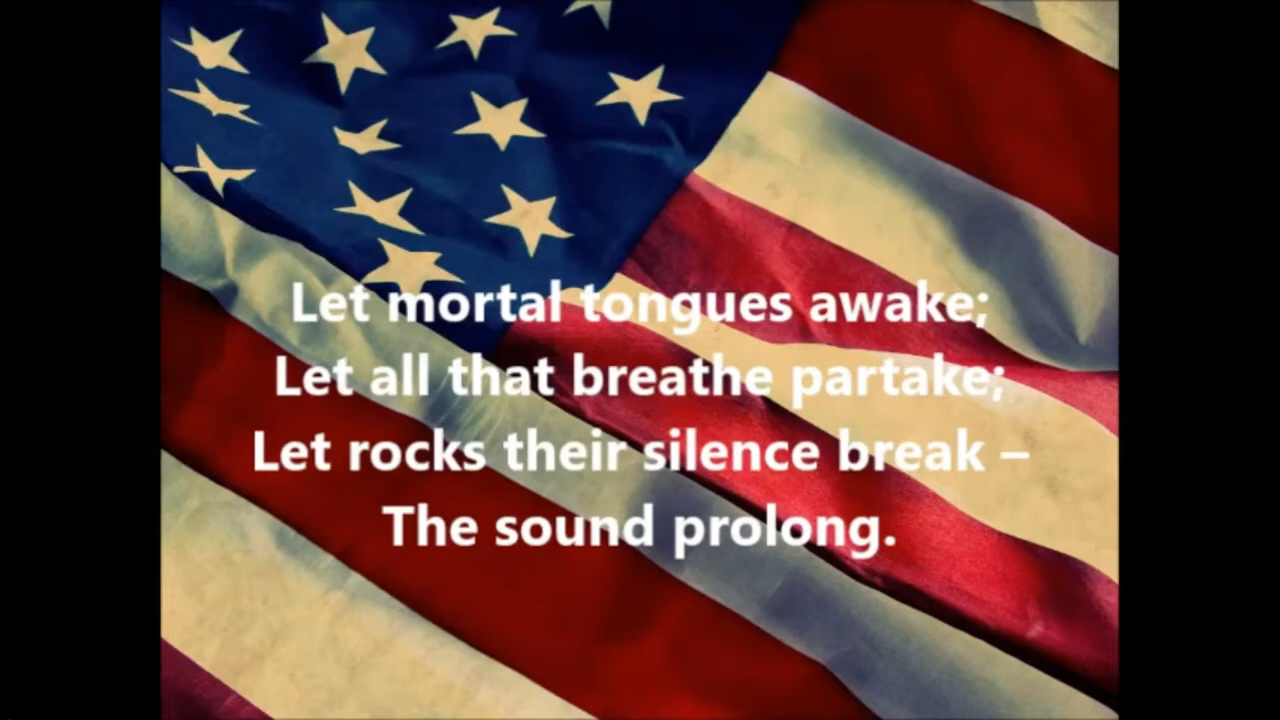 Let mortal tongues awake;
Let all that breathe partake;
Let rocks their silence break –
The sound prolong.